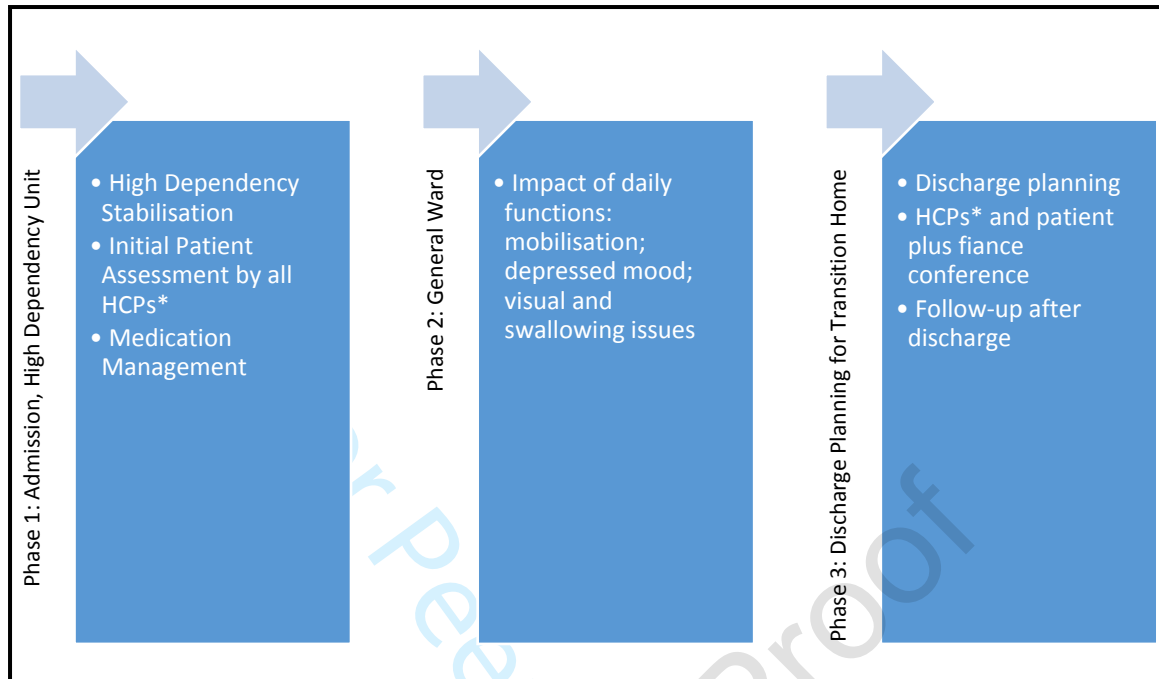 Phase 1: Admission, High Dependency Unit
• High Dependency
Stabilisation
• Initial Patient
Assessment by all
HCPs*
• Medication
Management
Phase 2: General Ward
• Impact of daily
functions:
mobilisation;
depressed mood;
visual and
swallowing issues
Phase 3: Discharge Planning for Transition Home
• Discharge planning
• HCPs* and patient
plus fiance
conference
• Follow-up after
discharge
Proof